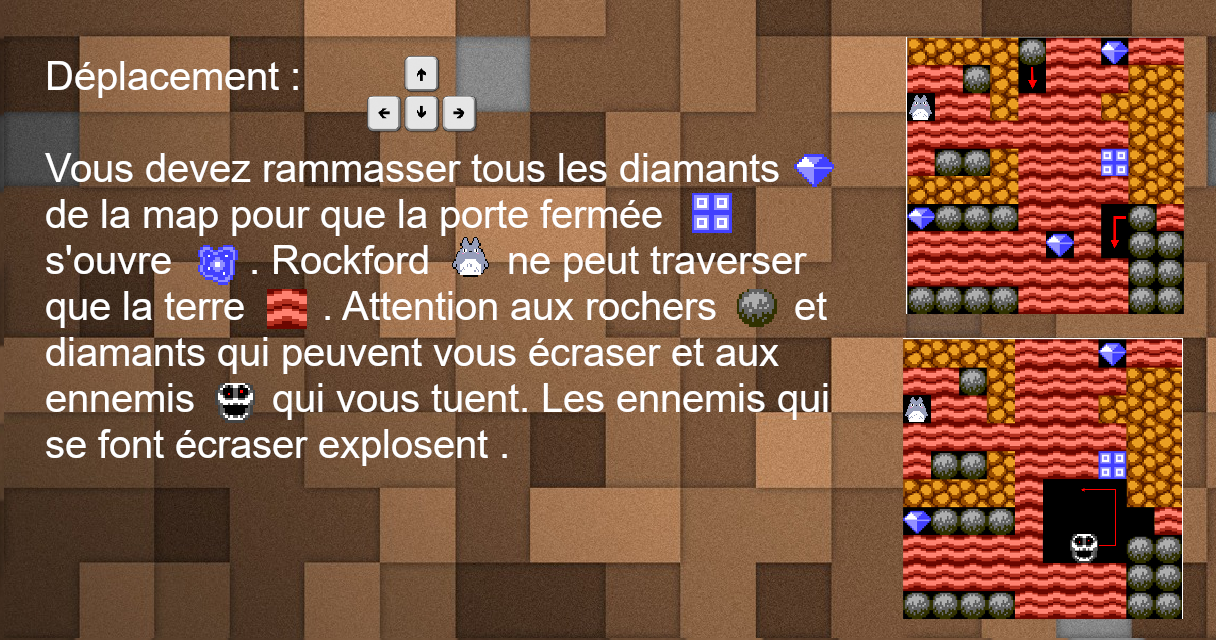 Déplacement :
Vous devez rammasser tous les diamants
de la map pour que la porte fermée
s'ouvre . Rockford ne peut traverser
que la terre . Attention aux rochers et
diamants qui peuvent vous écraser et aux
ennemis qui vous tuent. Les ennemis qui
se font écraser explosent .